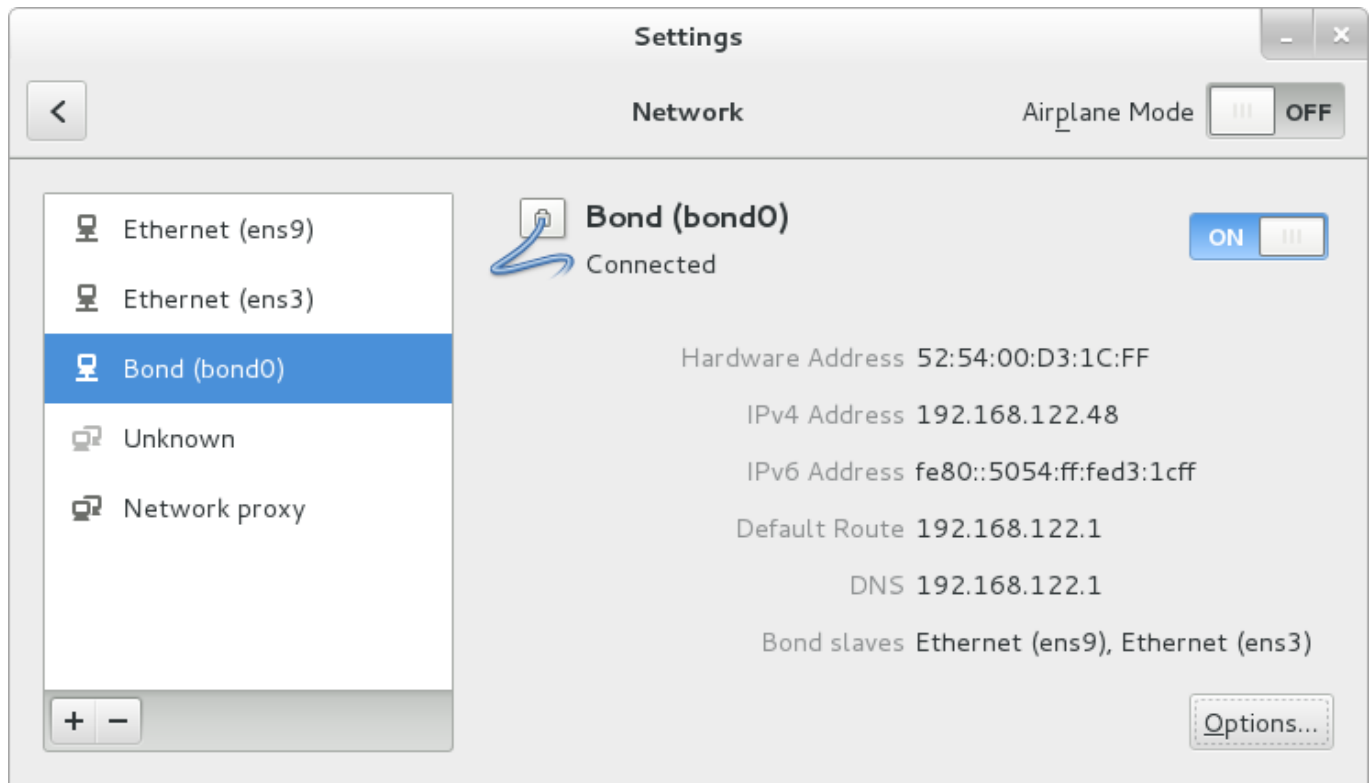 Settings
Network
Airplane Mode OFF
Ethernet (ens9)
Ethernet (ens3)
Bond (bond0)
Unknown
Network proxy
Bond (bond0)
ON
Connected
Hardware Address 52:54:00:D3:1C:FF
IPv4 Address 192.168.122.48
IPv6 Address fe80::5054:ff:fed3:1cff
Default Route 192.168.122.1
DNS 192.168.122.1
Bond slaves Ethernet (ens9), Ethernet (ens3)
Options...